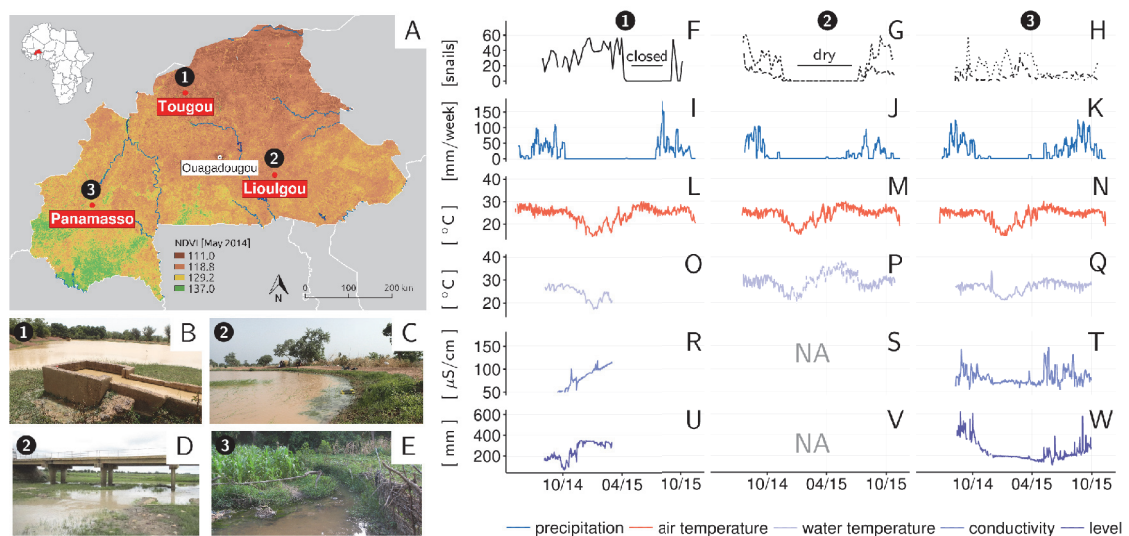 A
1
Tougou
Ouagadougou
2
Lioulgou
3
Panamasso
NDVI [May 2014]
111.0
118.8
129.2
137.0
N
0 100 200 km
1 B
2 C
2 D
3 E
1 2 3
[snails]
60
40
20
0
F
closed
G
dry
H
[mm/week]
150
100
50
0
I
J
K
[ °C]
40
30
20
L
M
N
[ °C]
40
30
20
O
P
Q
[ µS/cm]
150
100
50
R
NA
S
T
[ mm]
600
400
200
U
NA
V
W
10/14 04/15 10/15 10/14 04/15 10/15 10/14 04/15 10/15
precipitation air temperature water temperature conductivity level